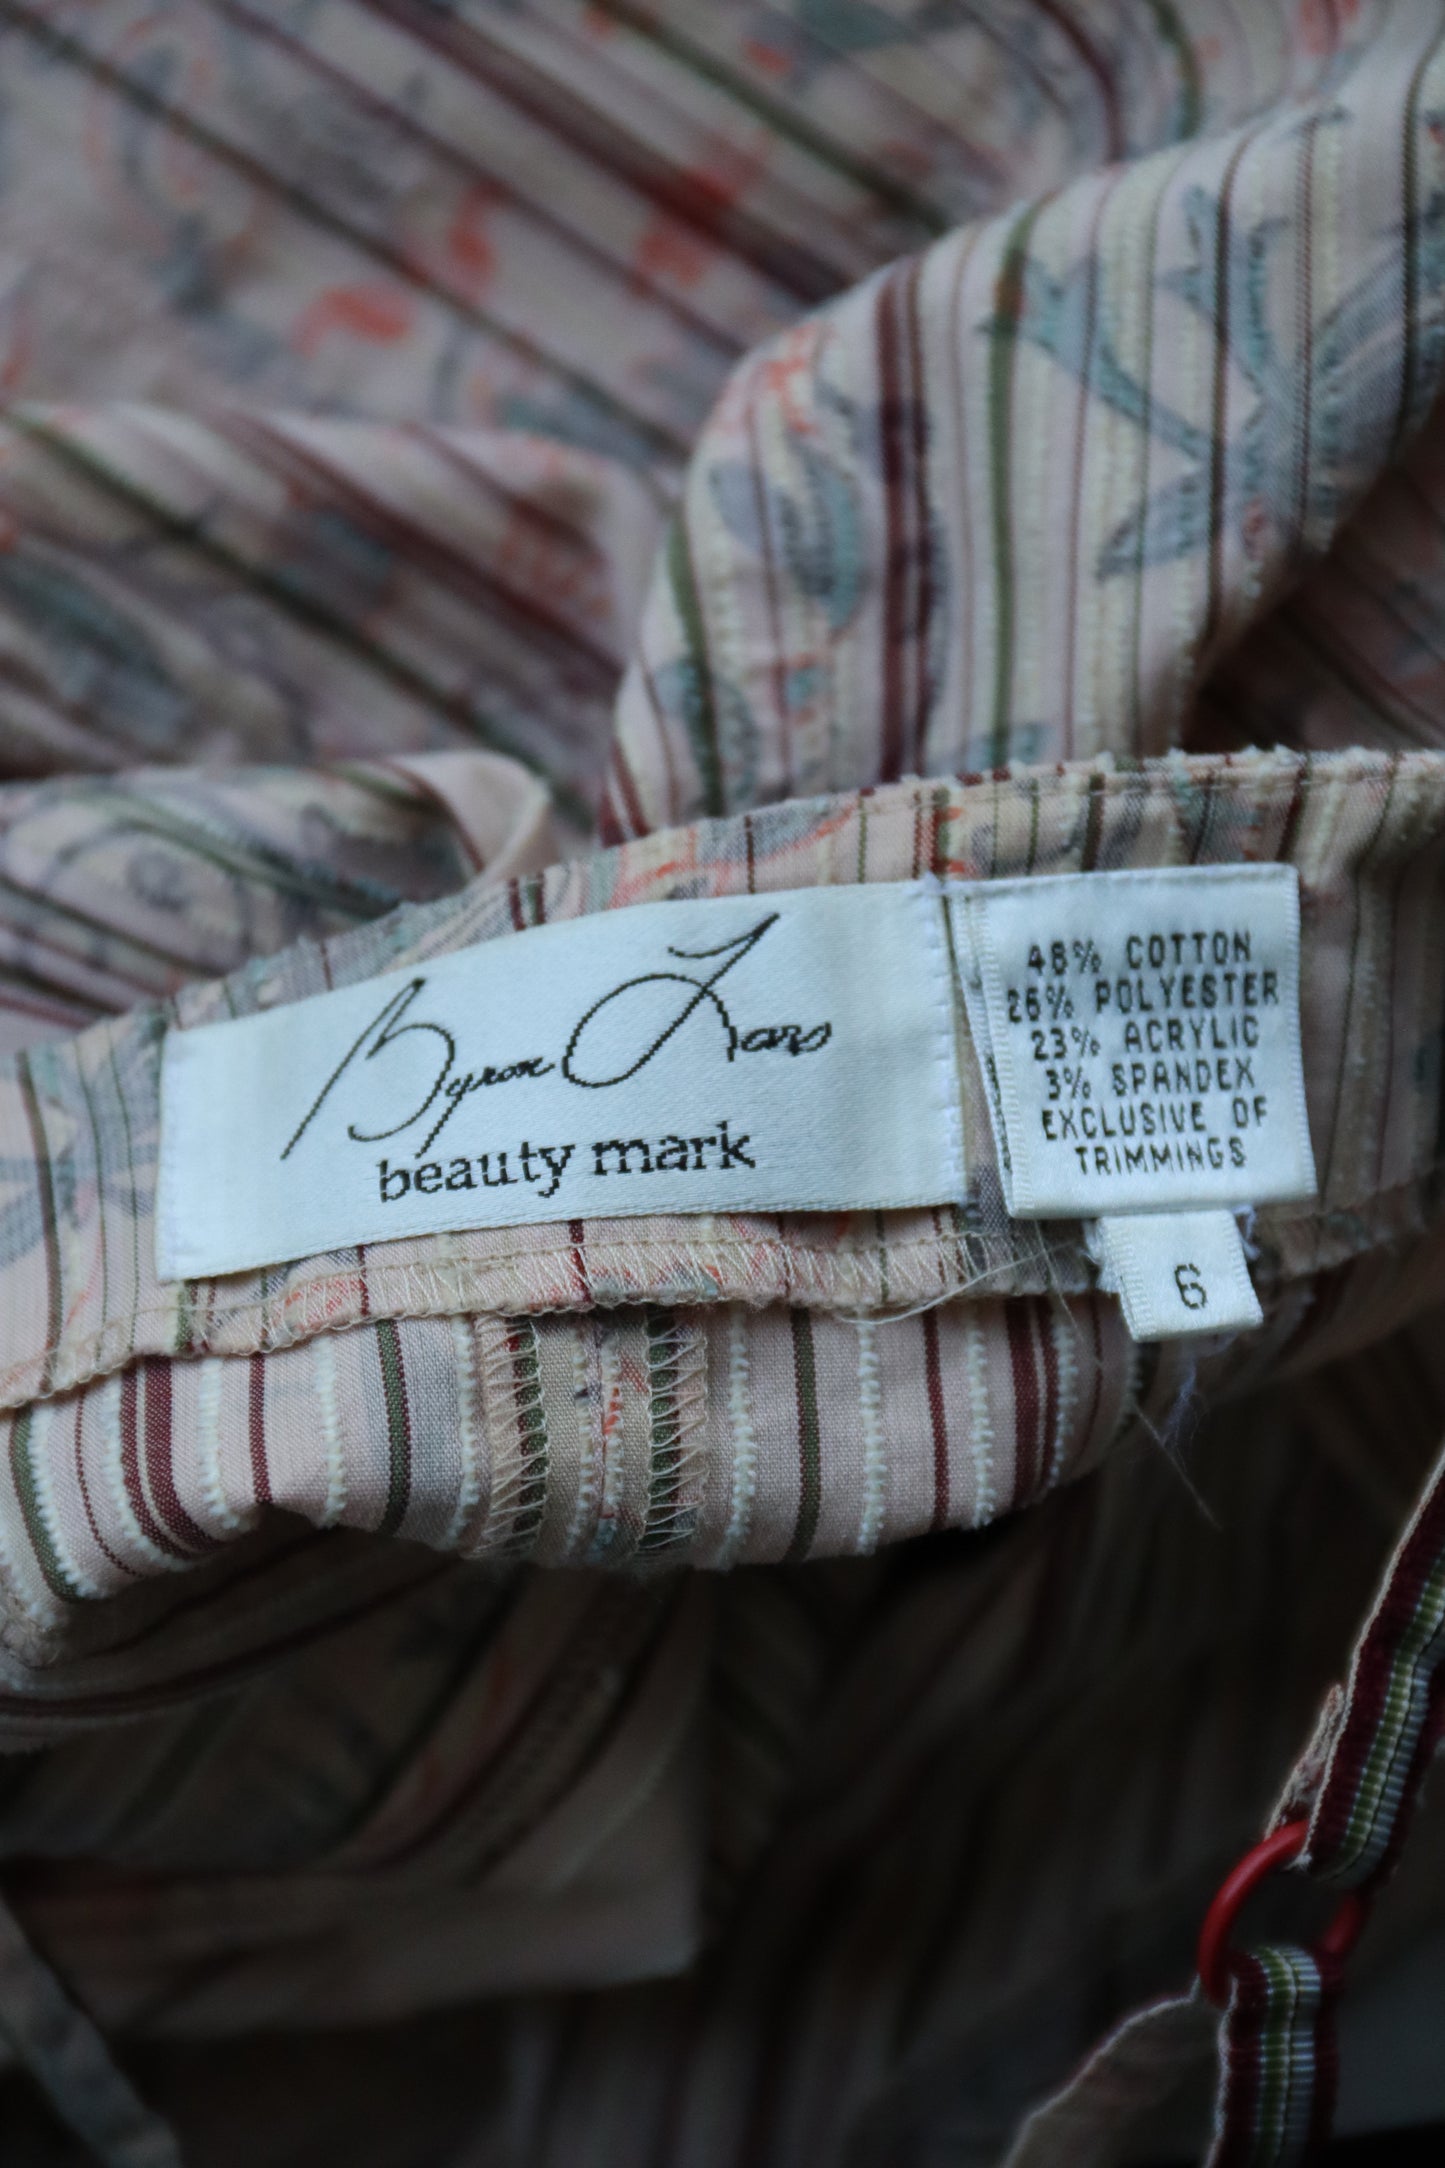 Byron Lars
beauty mark
48% COTTON
26% POLYESTER
23% ACRYLIC
3% SPANDEX
EXCLUSIVE OF
TRIMMINGS
6